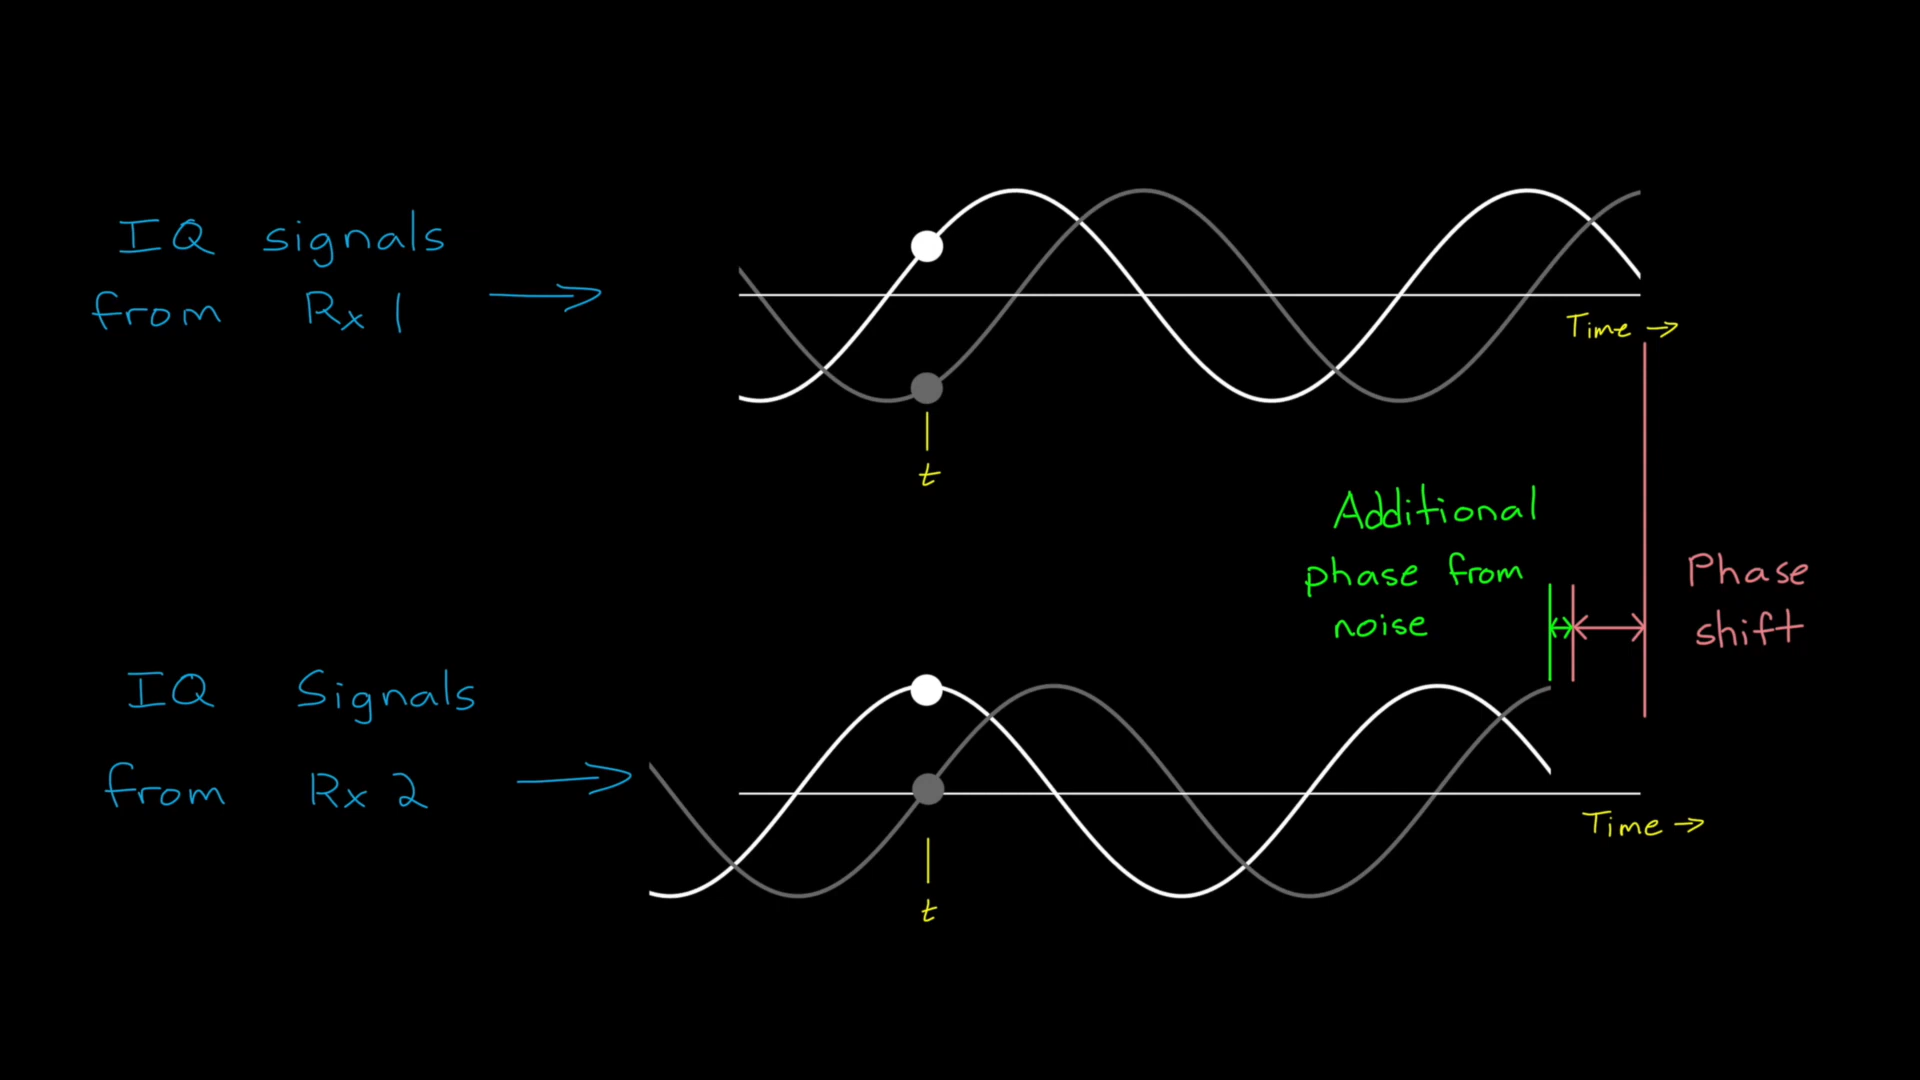 IQ signals
from Rx 1
Time →
t
Additional
phase from
noise
Phase
shift
IQ Signals
from Rx 2
Time →
t